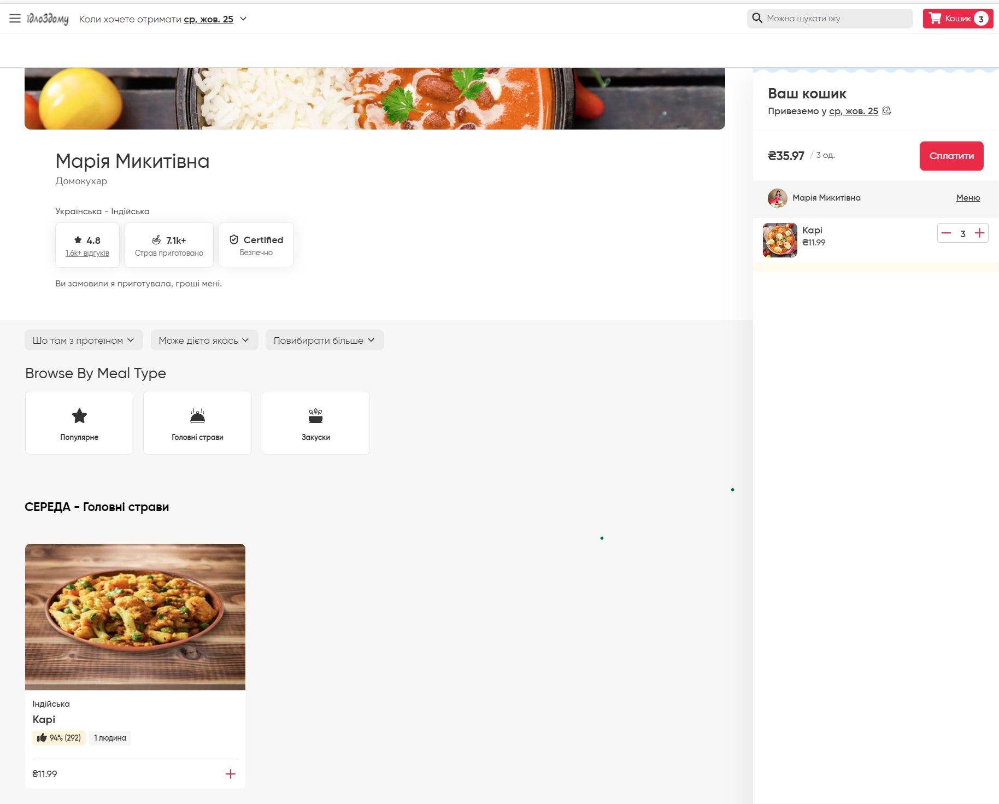 їдлоЗдому
Коли хочете отримати ср, жов. 25
Можна шукати їжу
Кошик 3
Марія Микитівна
Домокухар
Українська - Індійська
4.8
1.6k+ відгуків
7.1k+
Страв приготовано
Certified
Безпечно
Ви замовили я приготувала, гроші мені.
Шо там з протеїном
Може дієта якась
Повибирати більше
Browse By Meal Type
Популярне
Головні страви
Закуски
СЕРЕДА - Головні страви
Індійська
Карі
94% (292)
1 людина
₴11.99
Ваш кошик
Привеземо у ср, жов. 25
₴35.97 / 3 од.
Сплатити
Марія Микитівна
Меню
Карі
₴11.99
3